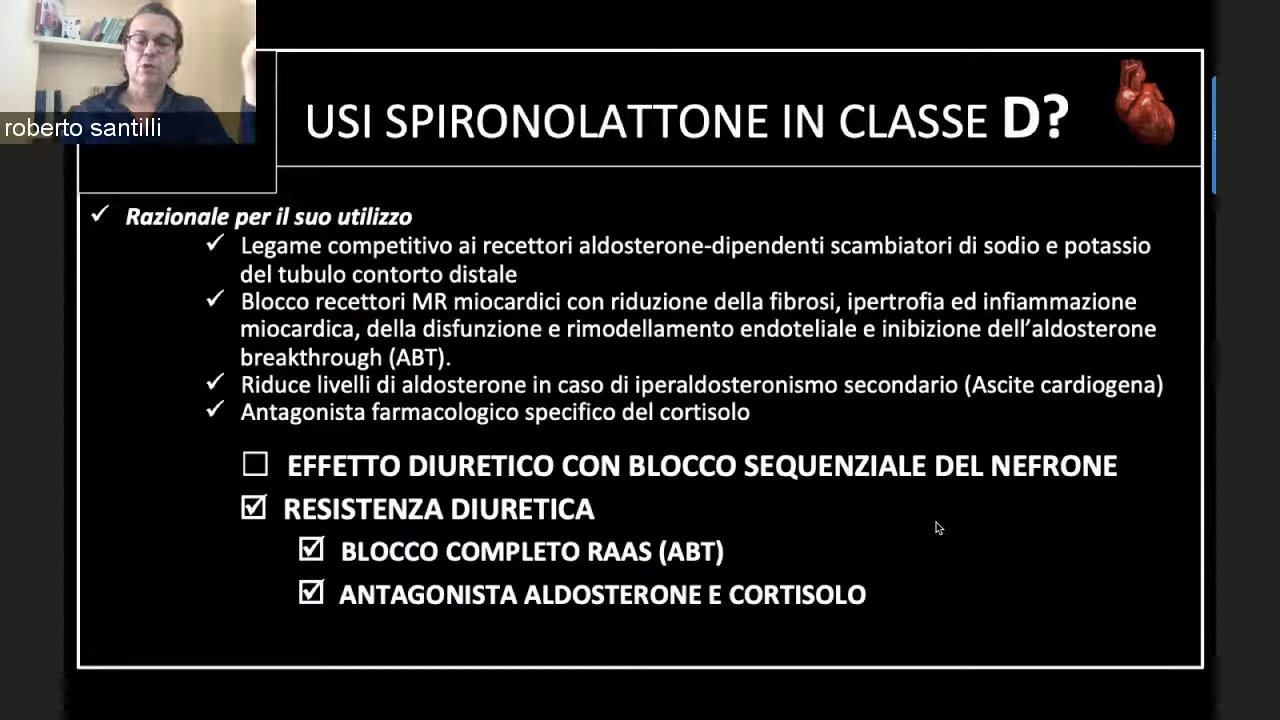 roberto santilli
USI SPIRONOLATTONE IN CLASSE D?
Razionale per il suo utilizzo
Legame competitivo ai recettori aldosterone-dipendenti scambiatori di sodio e potassio
del tubulo contorto distale
Blocco recettori MR miocardici con riduzione della fibrosi, ipertrofia ed infiammazione
miocardica, della disfunzione e rimodellamento endoteliale e inibizione dell’aldosterone
breakthrough (ABT).
Riduce livelli di aldosterone in caso di iperaldosteronismo secondario (Ascite cardiogena)
Antagonista farmacologico specifico del cortisolo
EFFETTO DIURETICO CON BLOCCO SEQUENZIALE DEL NEFRONE
RESISTENZA DIURETICA
BLOCCO COMPLETO RAAS (ABT)
ANTAGONISTA ALDOSTERONE E CORTISOLO